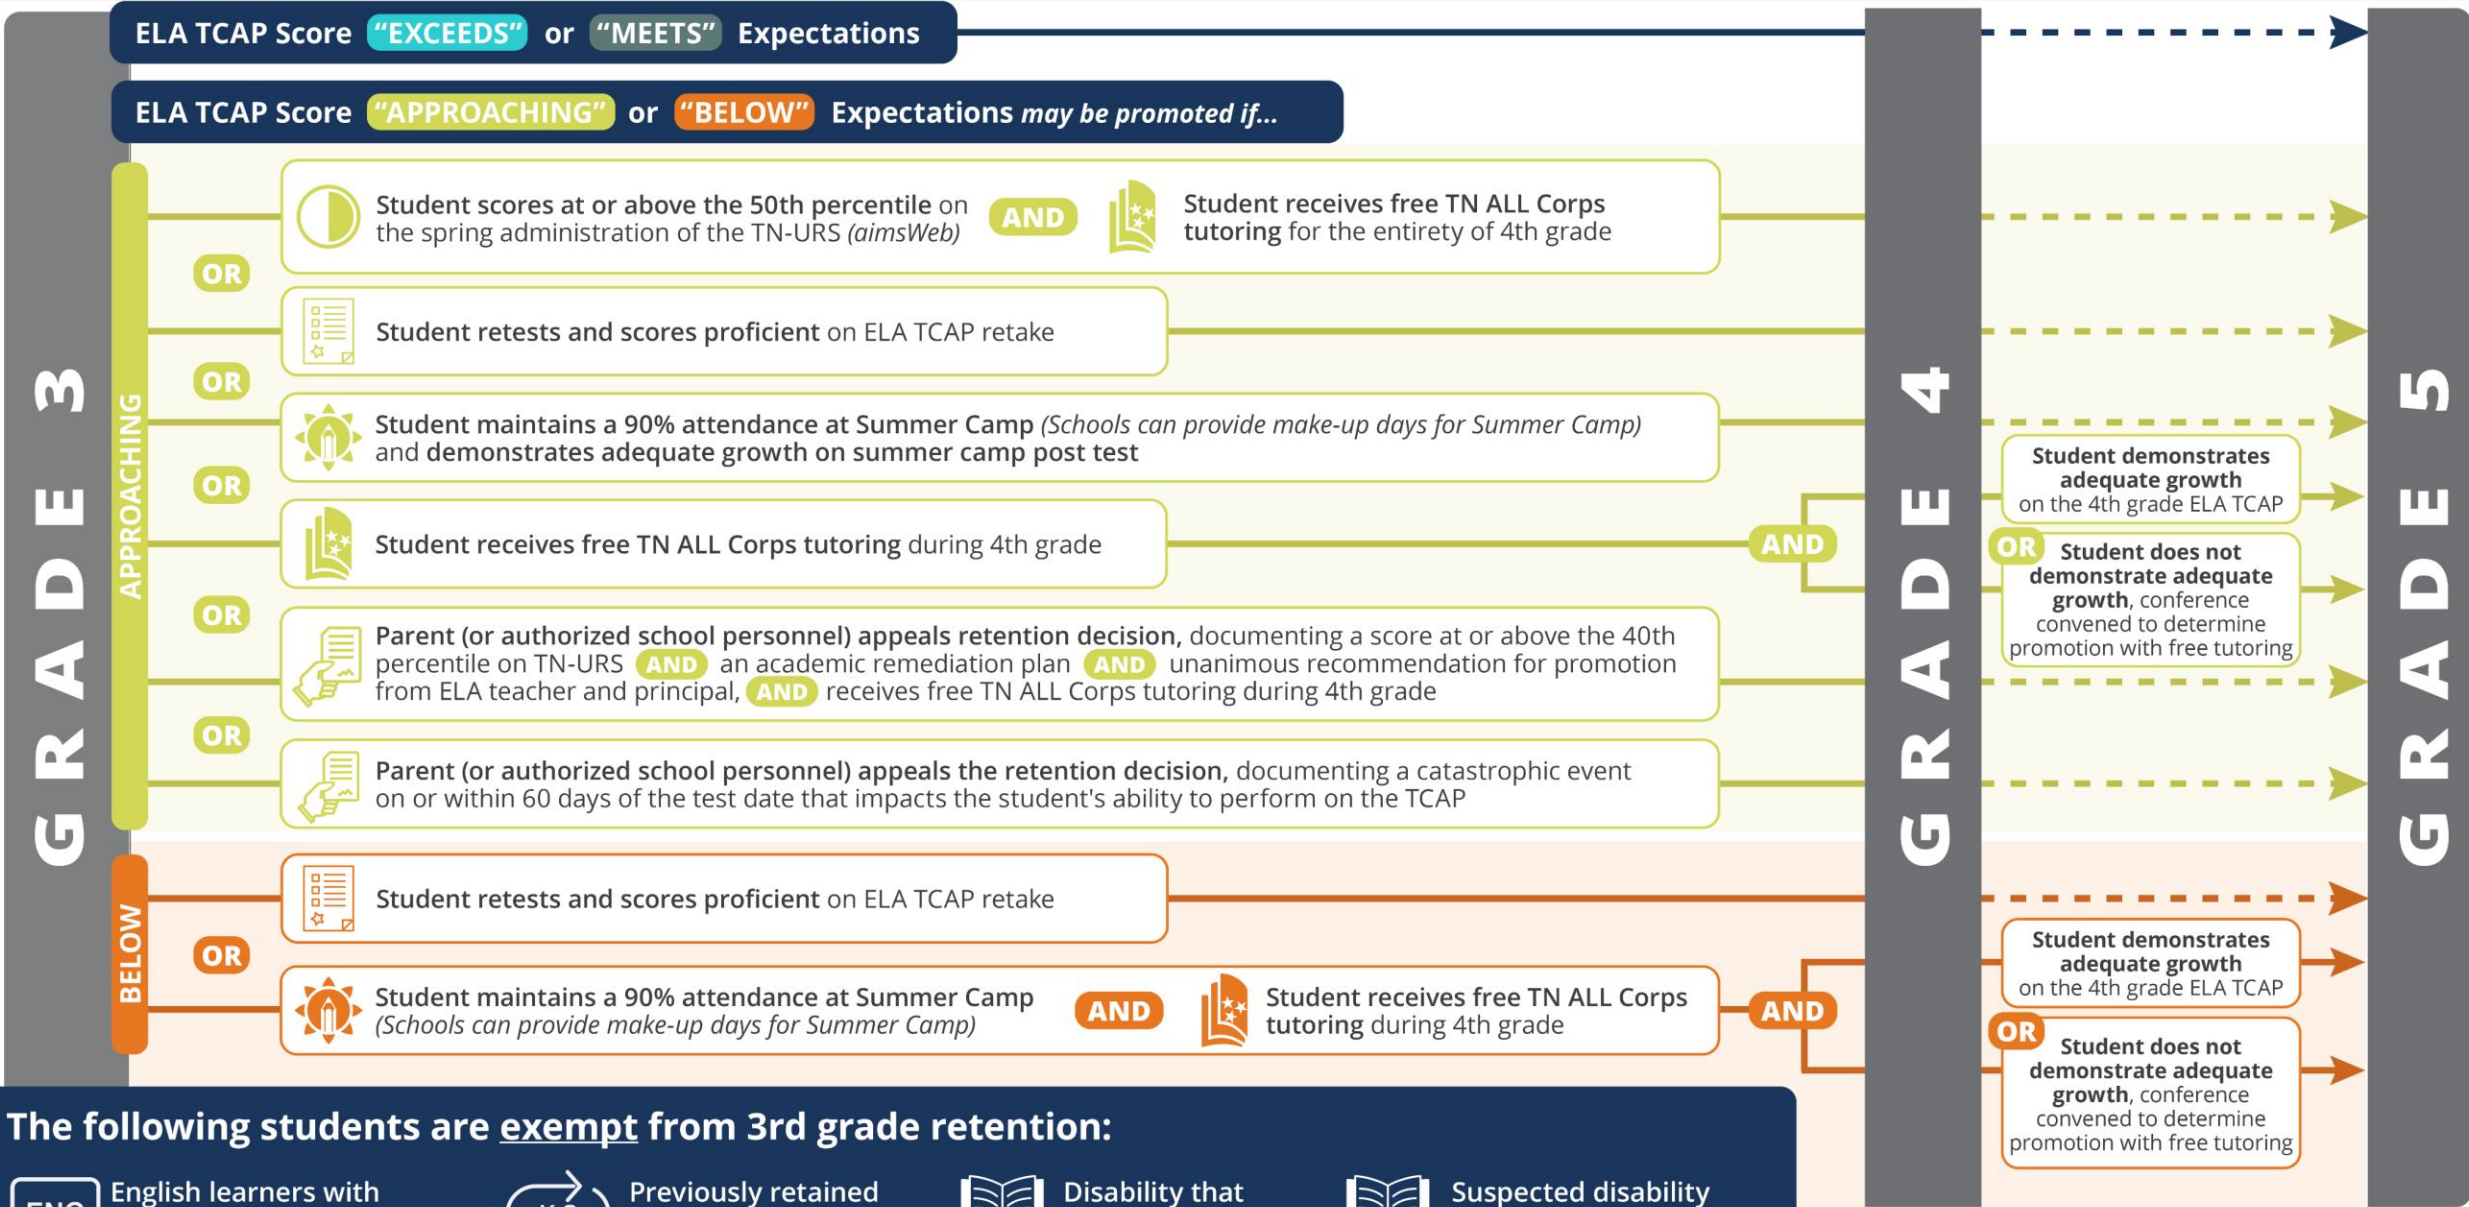 ELA TCAP Score “EXCEEDS” or “MEETS” Expectations
ELA TCAP Score “APPROACHING” or “BELOW” Expectations may be promoted if...
GRADE 3
APPROACHING
Student scores at or above the 50th percentile on
the spring administration of the TN-URS (aimsWeb)
AND
Student receives free TN ALL Corps
tutoring for the entirety of 4th grade
OR
Student retests and scores proficient on ELA TCAP retake
OR
Student maintains a 90% attendance at Summer Camp (Schools can provide make-up days for Summer Camp)
and demonstrates adequate growth on summer camp post test
OR
Student receives free TN ALL Corps tutoring during 4th grade
AND
OR
Parent (or authorized school personnel) appeals retention decision, documenting a score at or above the 40th
percentile on TN-URS AND an academic remediation plan AND unanimous recommendation for promotion
from ELA teacher and principal, AND receives free TN ALL Corps tutoring during 4th grade
OR
Parent (or authorized school personnel) appeals the retention decision, documenting a catastrophic event
on or within 60 days of the test date that impacts the student's ability to perform on the TCAP
BELOW
Student retests and scores proficient on ELA TCAP retake
OR
Student maintains a 90% attendance at Summer Camp
(Schools can provide make-up days for Summer Camp)
AND
Student receives free TN ALL Corps
tutoring during 4th grade
AND
GRADE 4
Student demonstrates
adequate growth
on the 4th grade ELA TCAP
OR
Student does not
demonstrate adequate
growth, conference
convened to determine
promotion with free tutoring
Student demonstrates
adequate growth
on the 4th grade ELA TCAP
OR
Student does not
demonstrate adequate
growth, conference
convened to determine
promotion with free tutoring
GRADE 5
The following students are exempt from 3rd grade retention:
English learners with
Previously retained
Disability that
Suspected disability